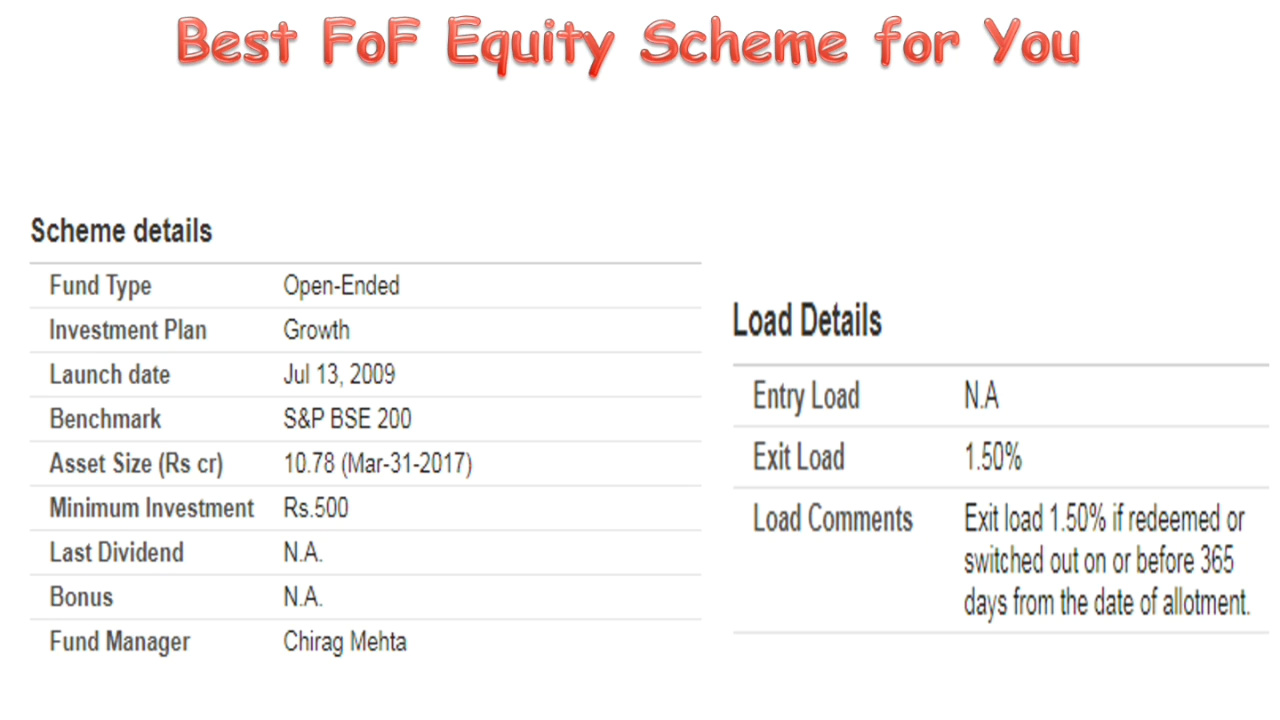 Best FoF Equity Scheme for You
Scheme details
Fund Type Open-Ended
Investment Plan Growth
Launch date Jul 13, 2009
Benchmark S&P BSE 200
Asset Size (Rs cr) 10.78 (Mar-31-2017)
Minimum Investment Rs.500
Last Dividend N.A.
Bonus N.A.
Fund Manager Chirag Mehta
Load Details
Entry Load N.A
Exit Load 1.50%
Load Comments Exit load 1.50% if redeemed or
switched out on or before 365
days from the date of allotment.